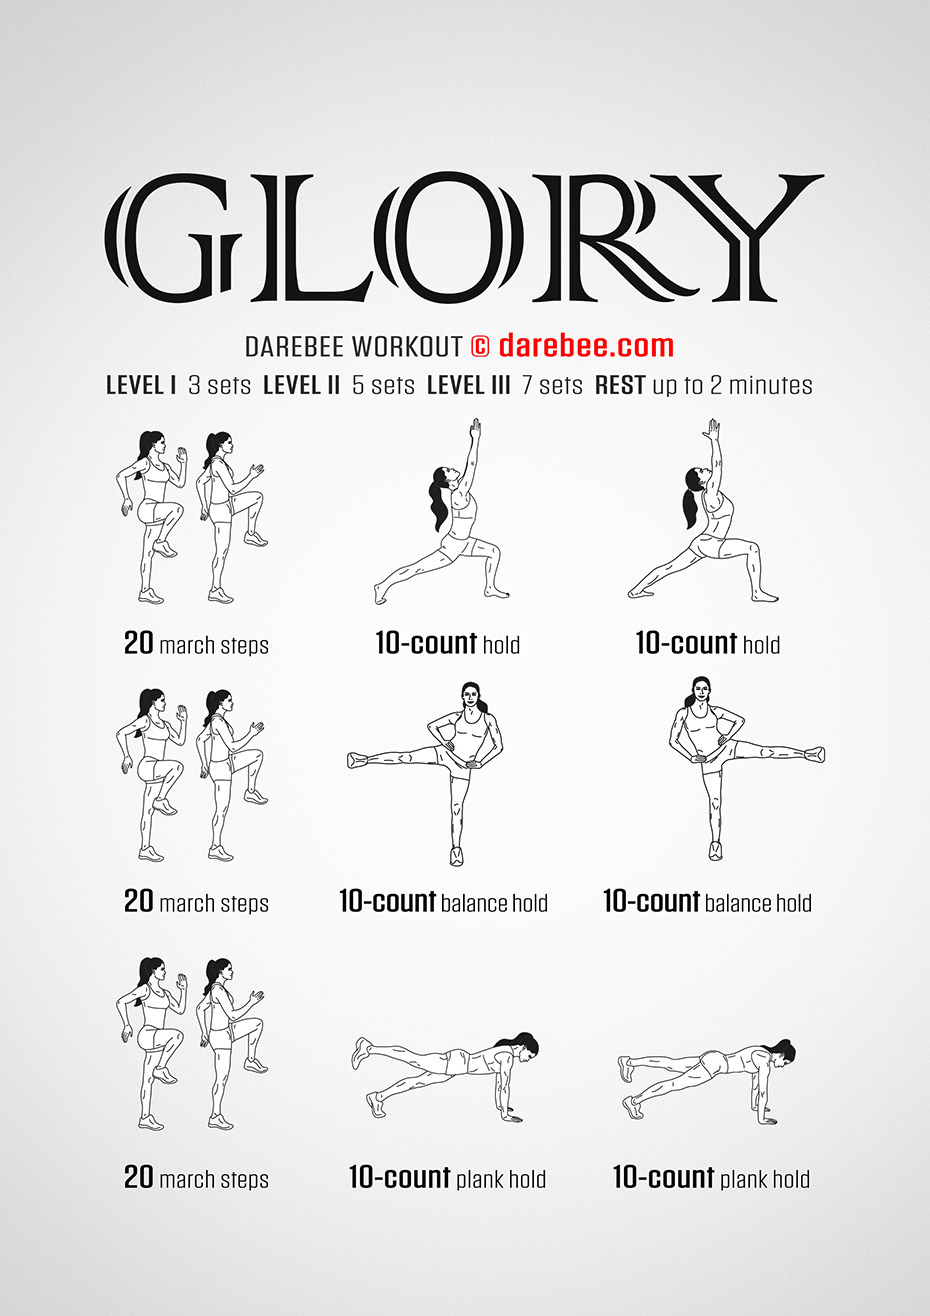 GLORY
DAREBEE WORKOUT © darebee.com
LEVEL I 3 sets LEVEL II 5 sets LEVEL III 7 sets REST up to 2 minutes
20 march steps
10-count hold
10-count hold
20 march steps
10-count balance hold
10-count balance hold
20 march steps
10-count plank hold
10-count plank hold